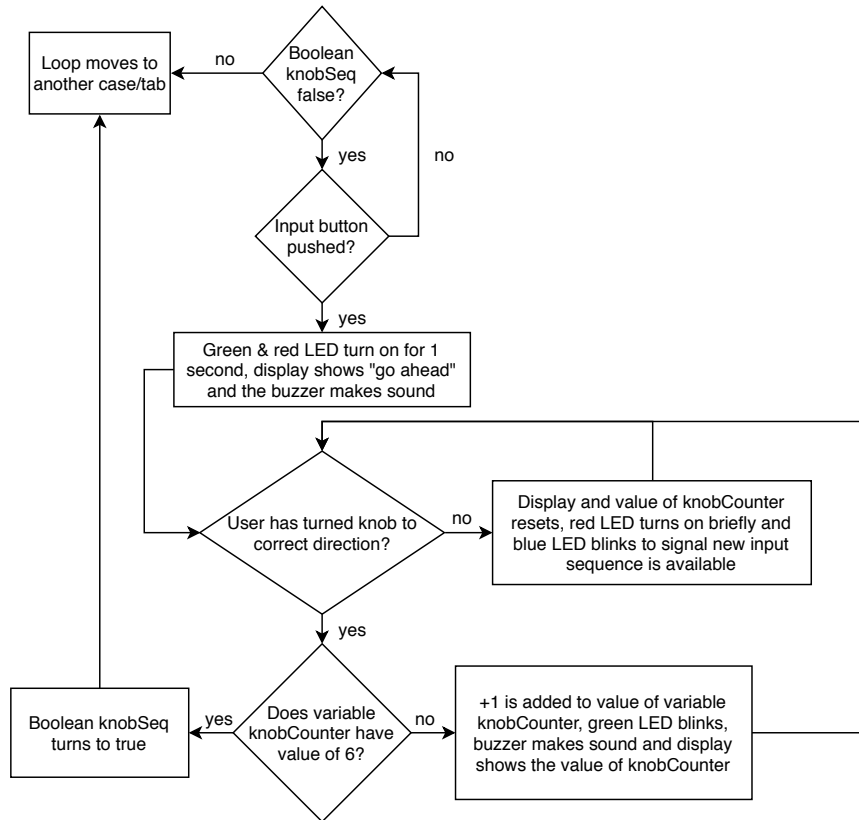 Loop moves to
another case/tab
no
Boolean
knobSeq
false?
yes
no
Input button
pushed?
yes
Green & red LED turn on for 1
second, display shows "go ahead"
and the buzzer makes sound
User has turned knob to
correct direction?
no
Display and value of knobCounter
resets, red LED turns on briefly and
blue LED blinks to signal new input
sequence is available
yes
Boolean knobSeq
turns to true
yes
Does variable
knobCounter have
value of 6?
no
+1 is added to value of variable
knobCounter, green LED blinks,
buzzer makes sound and display
shows the value of knobCounter